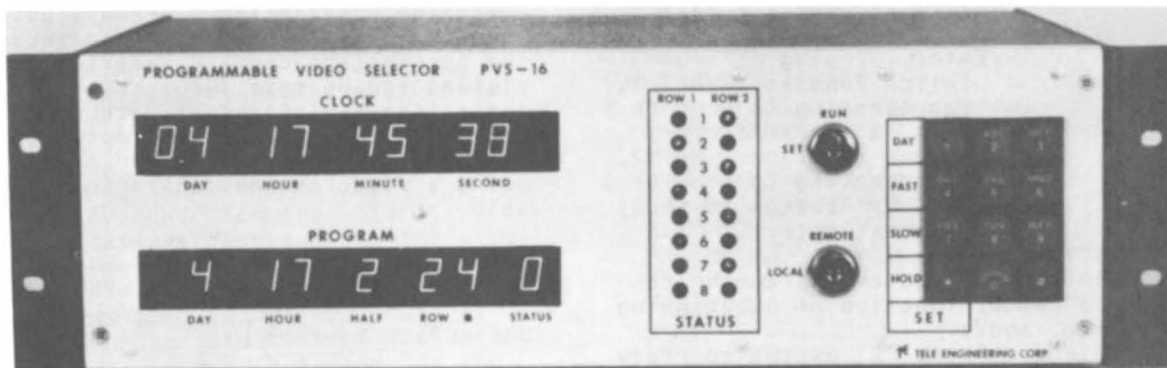 PROGRAMMABLE VIDEO SELECTOR PVS-16
CLOCK
04 17 45 38
DAY HOUR MINUTE SECOND
PROGRAM
4 17 2 24 0
DAY HOUR HALF ROW # STATUS
ROW 1 ROW 2
1
2
3
4
5
6
7
8
STATUS
RUN
SET
REMOTE
LOCAL
DAY
FAST
SLOW
HOLD
SET
TELE ENGINEERING CORP